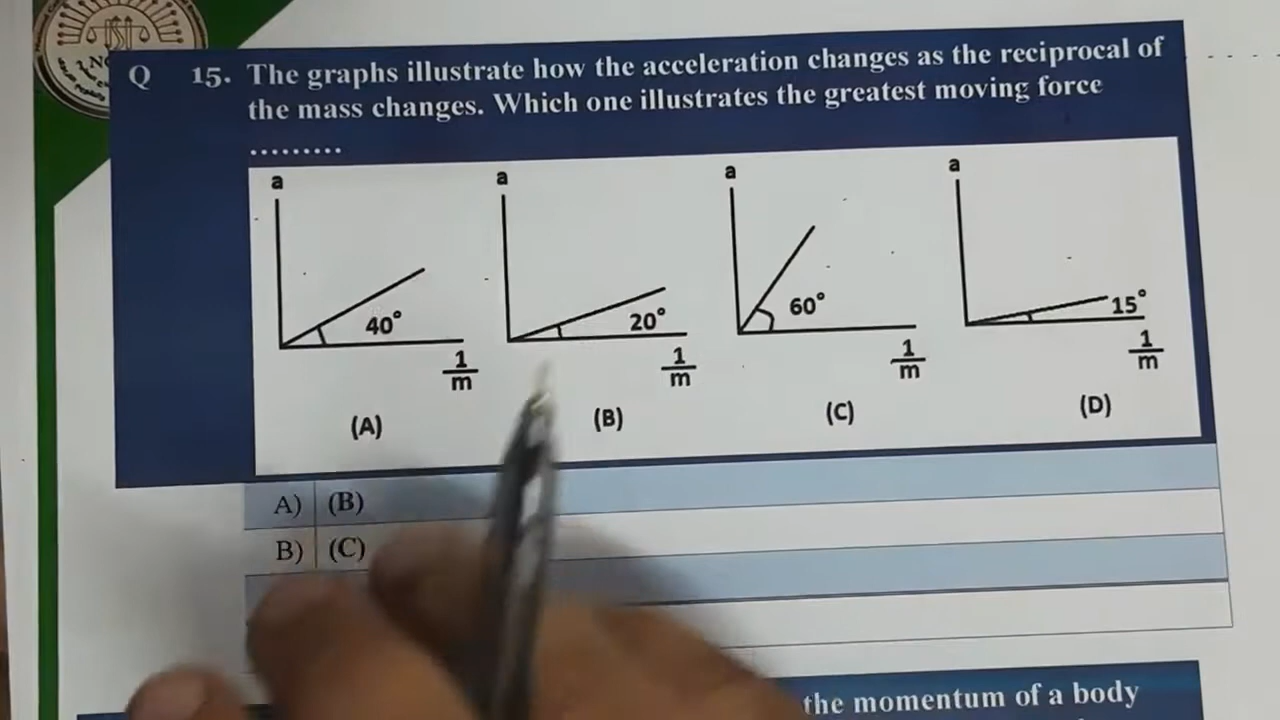 Q 15. The graphs illustrate how the acceleration changes as the reciprocal of
the mass changes. Which one illustrates the greatest moving force
.........
a a a a
40° 20° 60° 15°
1/m 1/m 1/m 1/m
(A) (B) (C) (D)
A) (B)
B) (C)
the momentum of a body